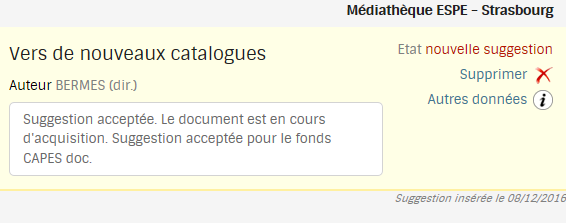 Médiathèque ESPE – Strasbourg
Vers de nouveaux catalogues
Etat nouvelle suggestion
Auteur BERMES (dir.)
Supprimer
Autres données i
Suggestion acceptée. Le document est en cours
d'acquisition. Suggestion acceptée pour le fonds
CAPES doc.
Suggestion insérée le 08/12/2016